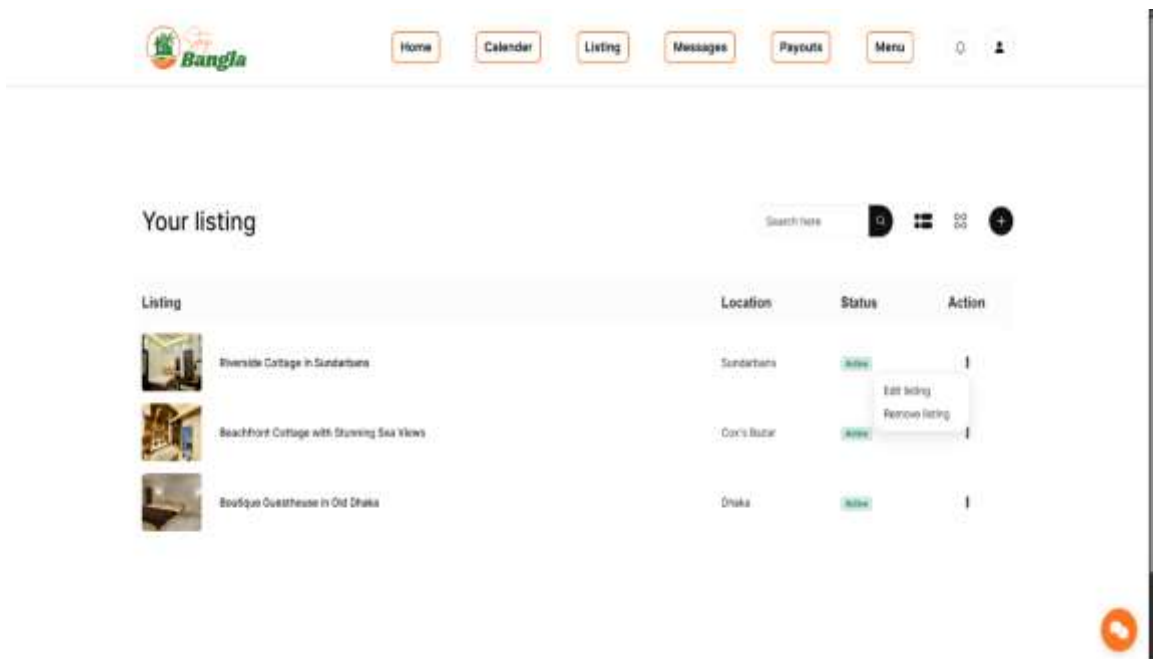 Stay
Bangla
Home Calender Listing Messages Payouts Menu
Your listing
Search here
Listing Location Status Action
Riverside Cottage in Sundarbans Sundarbans Active
Edit listing
Remove listing
Beachfront Cottage with Stunning Sea Views Cox's Bazar Active
Boutique Guesthouse in Old Dhaka Dhaka Active